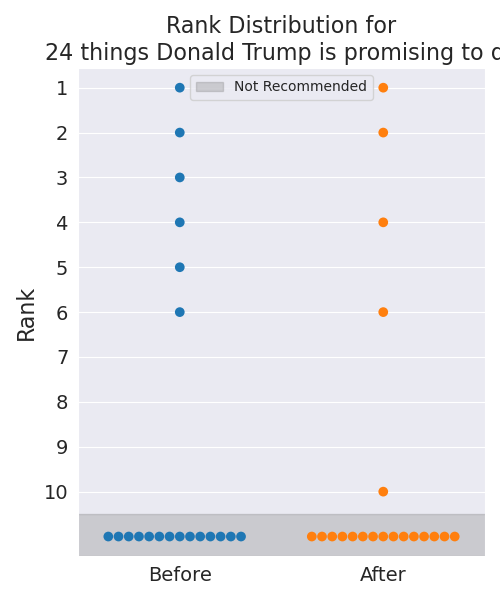 Rank Distribution for
24 things Donald Trump is promising to
Not Recommended
1
2
3
4
5
6
7
8
9
10
Rank
Before
After